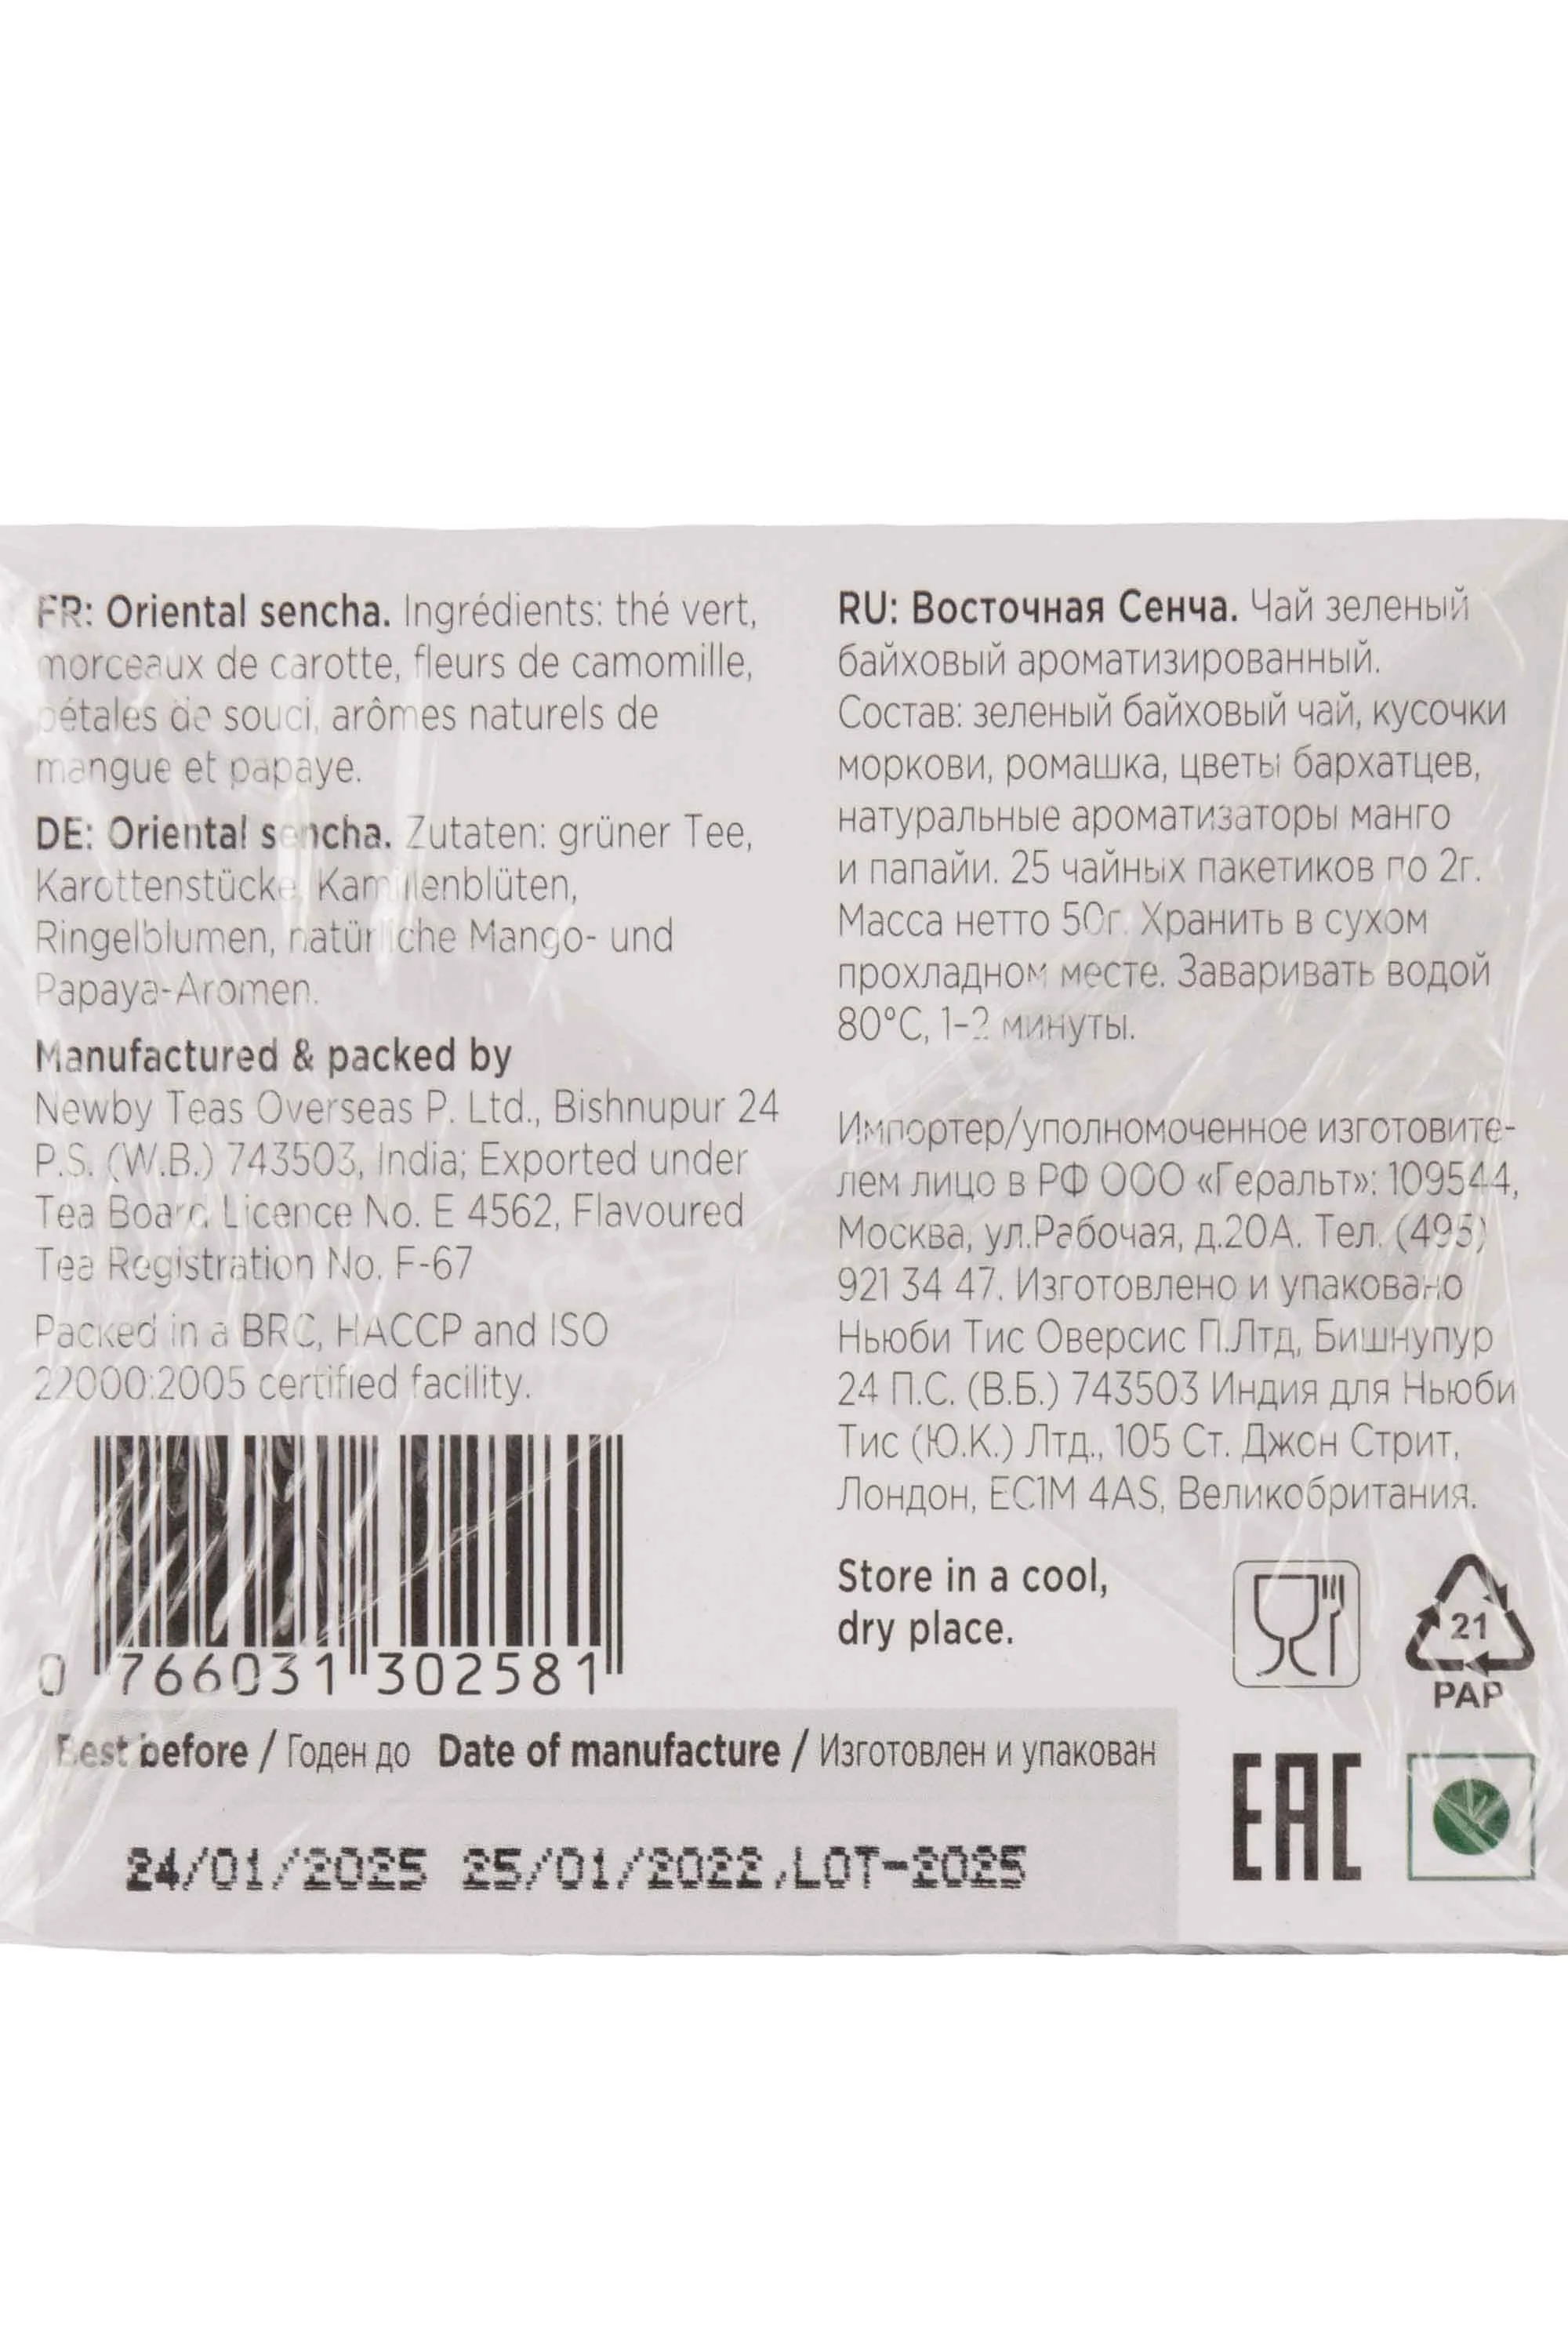 FR: Oriental sencha. Ingrédients: thé vert,
morceaux de carotte, fleurs de camomille,
pétales de souci, arômes naturels de
mangue et papaye.
DE: Oriental sencha. Zutaten: grüner Tee,
Karottenstücke, Kamillenblüten,
Ringelblumen, natürliche Mango- und
Papaya-Aromen.
Manufactured & packed by
Newby Teas Overseas P. Ltd., Bishnupur 24
P.S. (W.B.) 743503, India; Exported under
Tea Board Licence No. E 4562, Flavoured
Tea Registration No. F-67
Packed in a BRC, HACCP and ISO
22000:2005 certified facility.
0 766031 302581
RU: Восточная Сенча. Чай зеленый
байховый ароматизированный.
Состав: зеленый байховый чай, кусочки
моркови, ромашка, цветы бархатцев,
натуральные ароматизаторы манго
и папайи. 25 чайных пакетиков по 2г.
Масса нетто 50г. Хранить в сухом
прохладном месте. Заваривать водой
80°С, 1-2 минуты.
Импортер/уполномоченное изготовите-
лем лицо в РФ ООО «Геральт»: 109544,
Москва, ул.Рабочая, д.20А. Тел. (495)
921 34 47. Изготовлено и упаковано
Ньюби Тис Оверсис П.Лтд, Бишнупур
24 П.С. (В.Б.) 743503 Индия для Ньюби
Тис (Ю.К.) Лтд., 105 Ст. Джон Стрит,
Лондон, EC1M 4AS, Великобритания.
Store in a cool,
dry place.
21
PAP
Best before / Годен до Date of manufacture / Изготовлен и упакован
24/01/2025 25/01/2022,LOT-2025
EAC